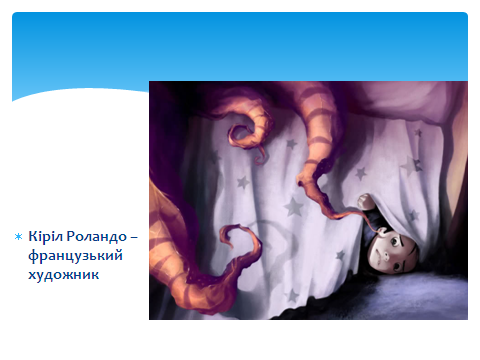 Кіріл Роландо –
французький
художник